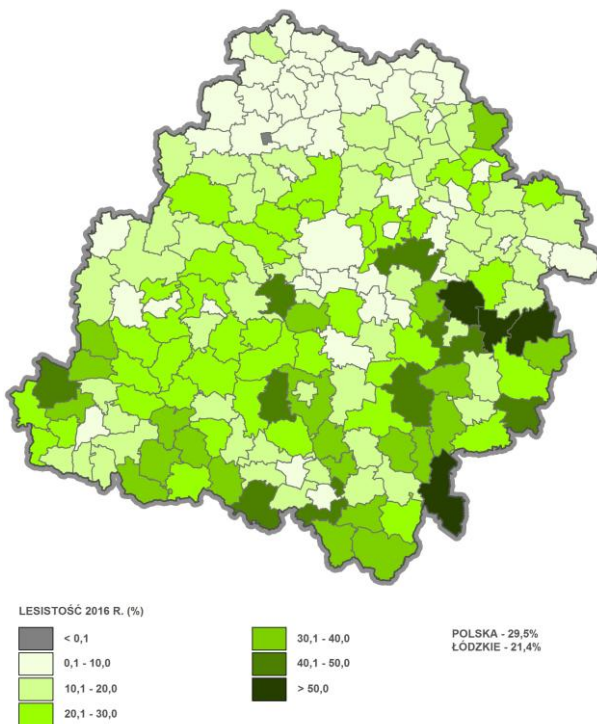 LESISTOŚĆ 2016 R. (%)
< 0,1
0,1 - 10,0
10,1 - 20,0
20,1 - 30,0
30,1 - 40,0
40,1 - 50,0
> 50,0
POLSKA - 29,5%
ŁÓDZKIE - 21,4%